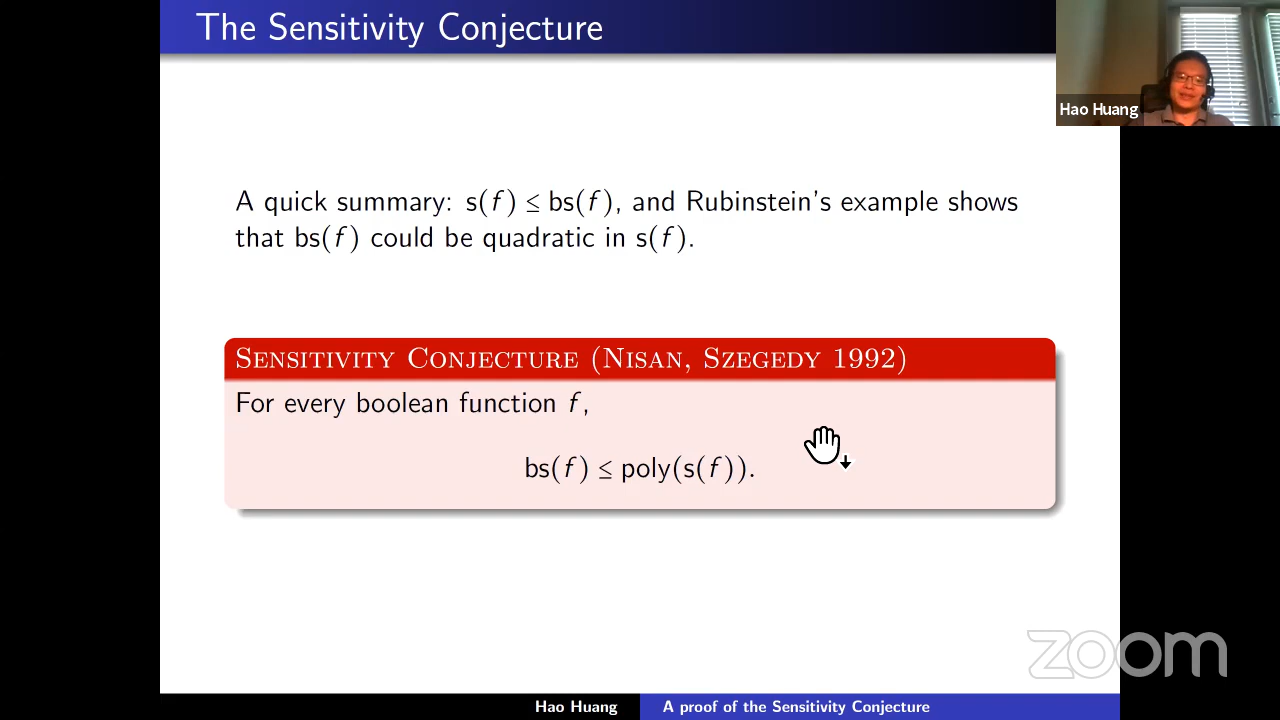 The Sensitivity Conjecture
Hao Huang
A quick summary: s(f) ≤ bs(f), and Rubinstein's example shows
that bs(f) could be quadratic in s(f).
Sensitivity Conjecture (Nisan, Szegedy 1992)
For every boolean function f,
bs(f) ≤ poly(s(f)).
zoom
Hao Huang
A proof of the Sensitivity Conjecture